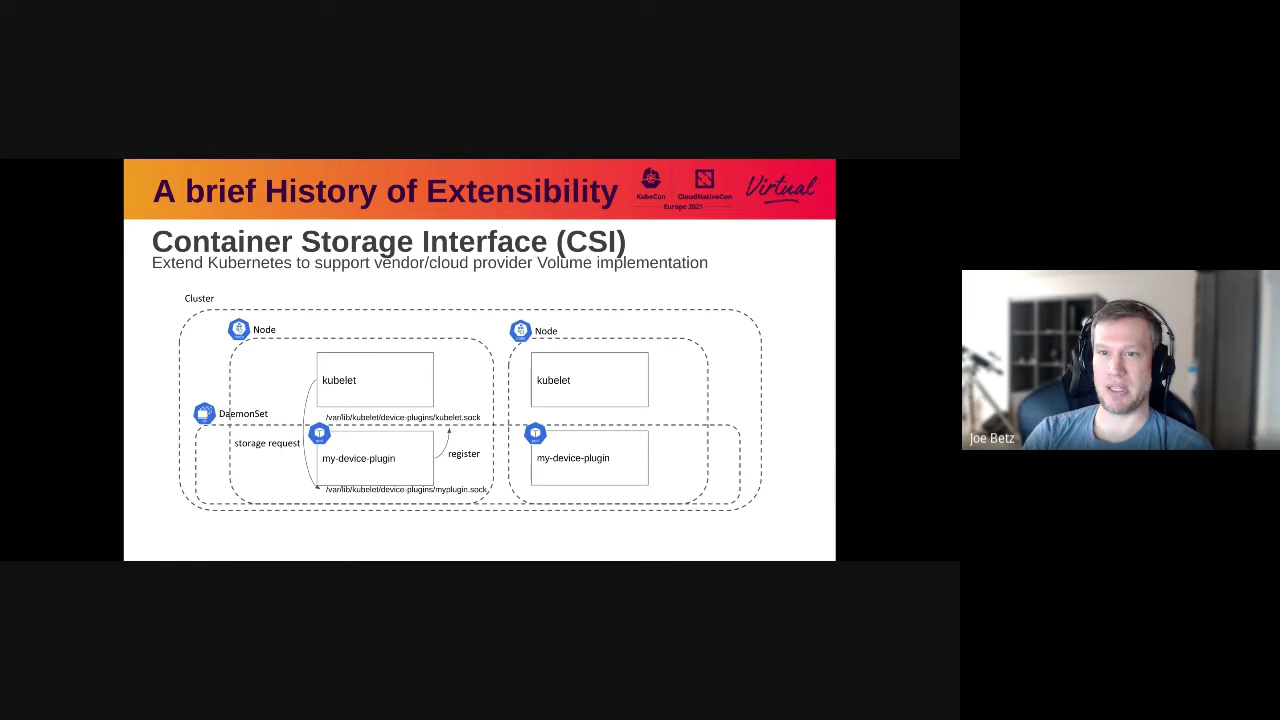 A brief History of Extensibility
KubeCon
CloudNativeCon
Europe 2021
Virtual
Container Storage Interface (CSI)
Extend Kubernetes to support vendor/cloud provider Volume implementation
Cluster
Node
Node
kubelet
kubelet
DaemonSet
/var/lib/kubelet/device-plugins/kubelet.sock
storage request
my-device-plugin
register
my-device-plugin
/var/lib/kubelet/device-plugins/myplugin.sock
Joe Betz